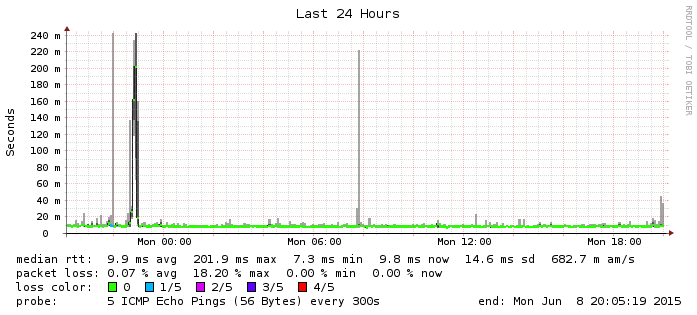 Last 24 Hours
RRDTOOL / TOBI OETIKER
Seconds
240 m
220 m
200 m
180 m
160 m
140 m
120 m
100 m
80 m
60 m
40 m
20 m
0
Mon 00:00 Mon 06:00 Mon 12:00 Mon 18:00
median rtt: 9.9 ms avg 201.9 ms max 7.3 ms min 9.8 ms now 14.6 ms sd 682.7 m am/s
packet loss: 0.07 % avg 18.20 % max 0.00 % min 0.00 % now
loss color: 0 1/5 2/5 3/5 4/5
probe: 5 ICMP Echo Pings (56 Bytes) every 300s end: Mon Jun 8 20:05:19 2015